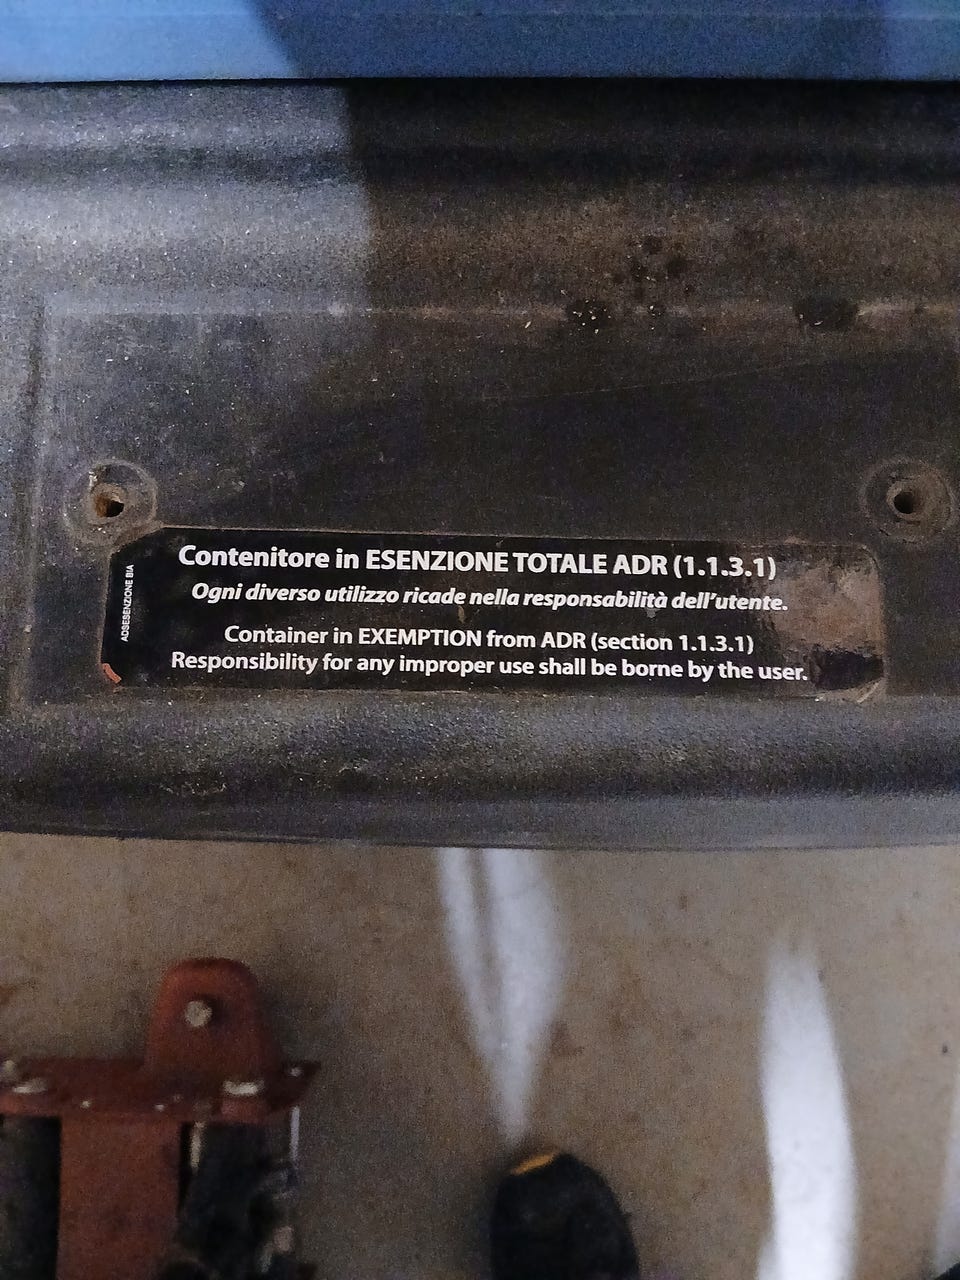 Contenitore in ESENZIONE TOTALE ADR (1.1.3.1)
Ogni diverso utilizzo ricade nella responsabilità dell'utente.
Container in EXEMPTION from ADR (section 1.1.3.1)
Responsibility for any improper use shall be borne by the user.
ADSESENZIONE BIA